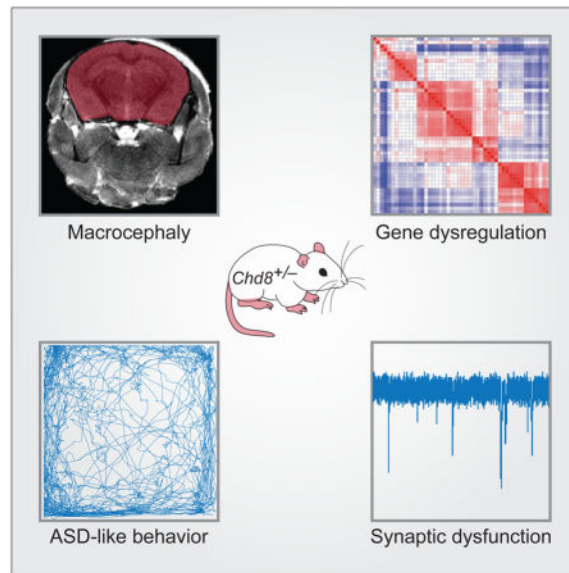 Macrocephaly
Gene dysregulation
Chd8+/–
ASD-like behavior
Synaptic dysfunction